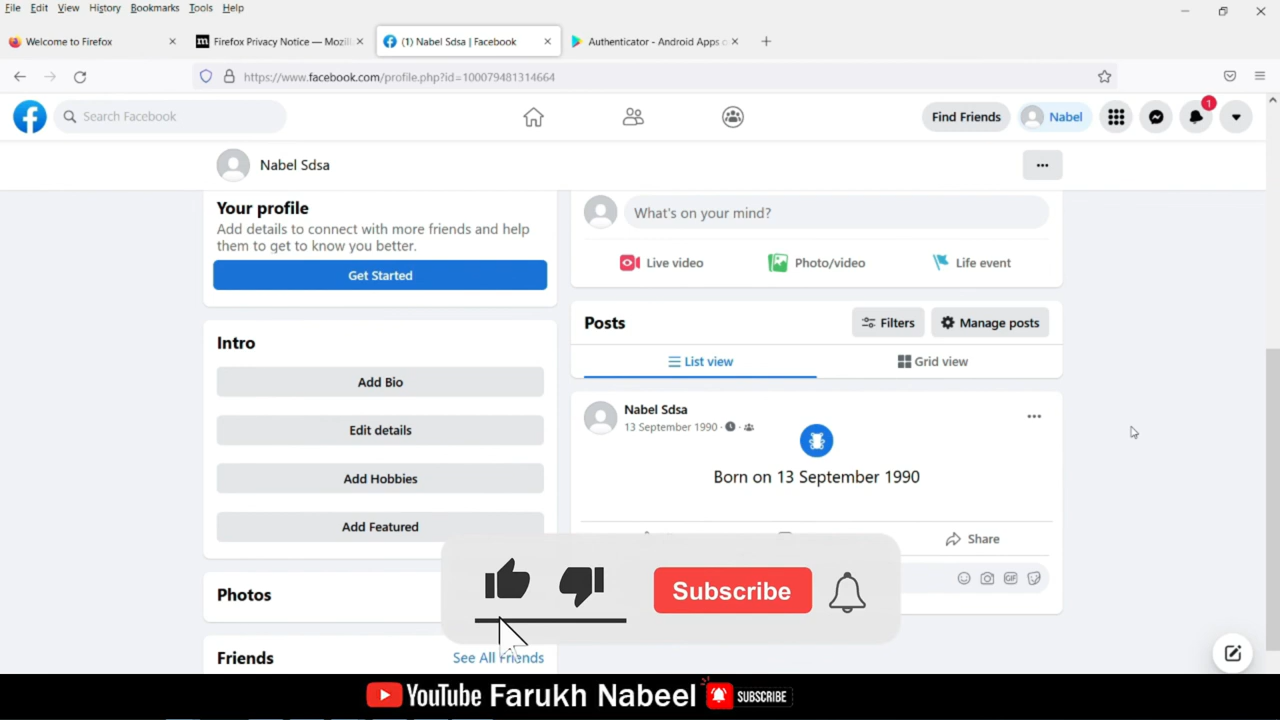 File Edit View History Bookmarks Tools Help
Welcome to Firefox
Firefox Privacy Notice — Mozill
(1) Nabel Sdsa | Facebook
Authenticator - Android Apps o
https://www.facebook.com/profile.php?id=100079481314664
Search Facebook
Find Friends
Nabel
1
Nabel Sdsa
Your profile
Add details to connect with more friends and help
them to get to know you better.
Get Started
Intro
Add Bio
Edit details
Add Hobbies
Add Featured
Photos
Friends
See All Friends
What's on your mind?
Live video
Photo/video
Life event
Posts
Filters
Manage posts
List view
Grid view
Nabel Sdsa
13 September 1990
Born on 13 September 1990
Share
GIF
Subscribe
YouTube Farukh Nabeel SUBSCRIBE